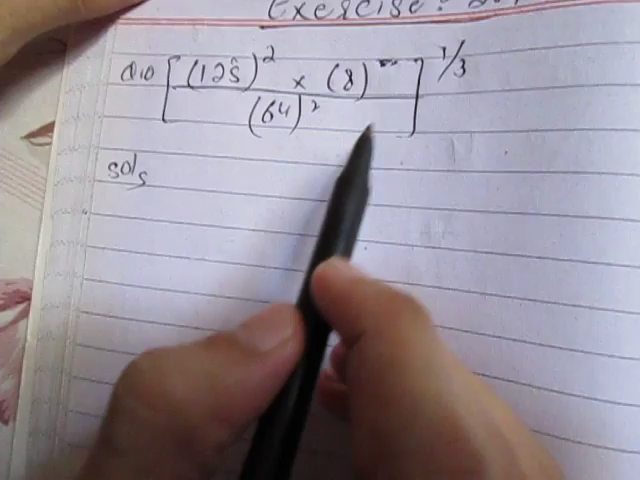 Exercise:
Q10 [ (125)² × (8) / (64)² ]^1/3
Sol: